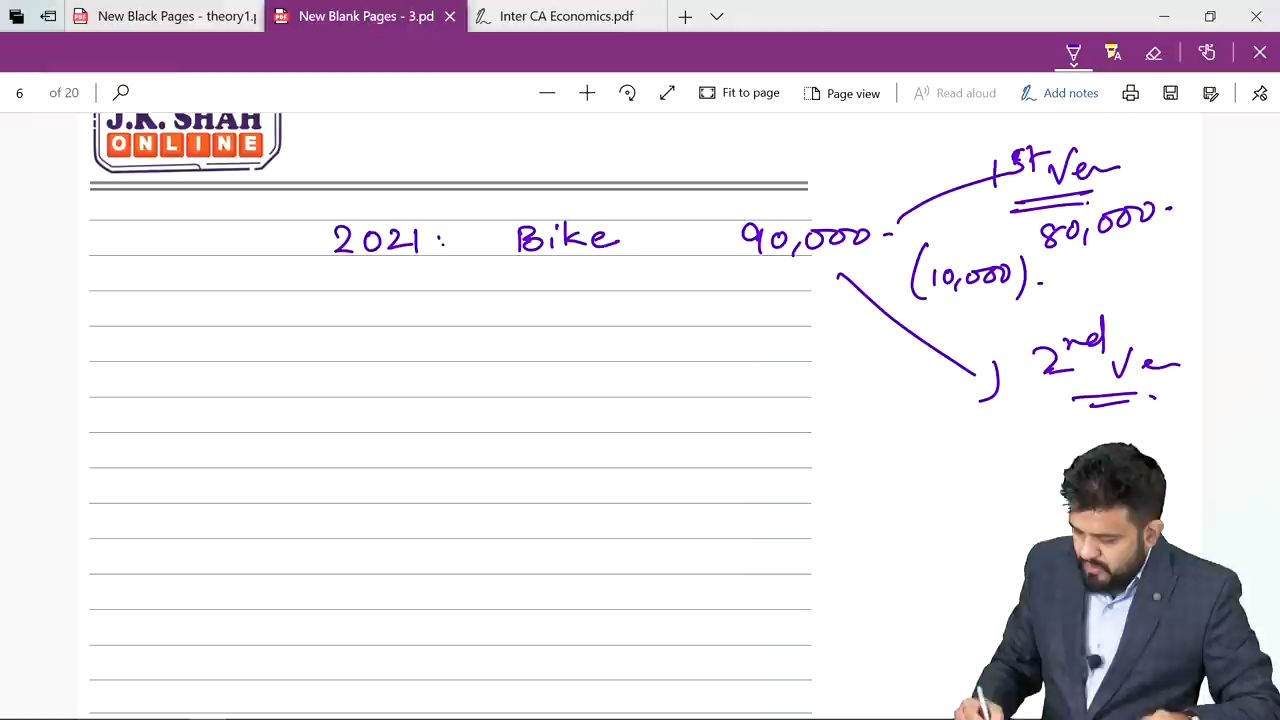 New Black Pages - theory1.p
New Blank Pages - 3.pd
Inter CA Economics.pdf
6 of 20
Fit to page
Page view
Read aloud
Add notes
J.K. SHAH
ONLINE
1st Ver
80,000.
2021: Bike 90,000
(10,000).
2nd Ver